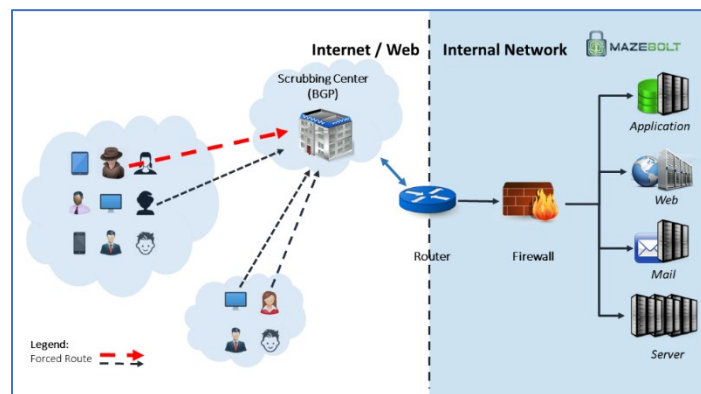 Internet / Web
Internal Network
MAZEBOLT
Scrubbing Center
(BGP)
Application
Web
Mail
Router
Firewall
Server
Legend:
Forced Route